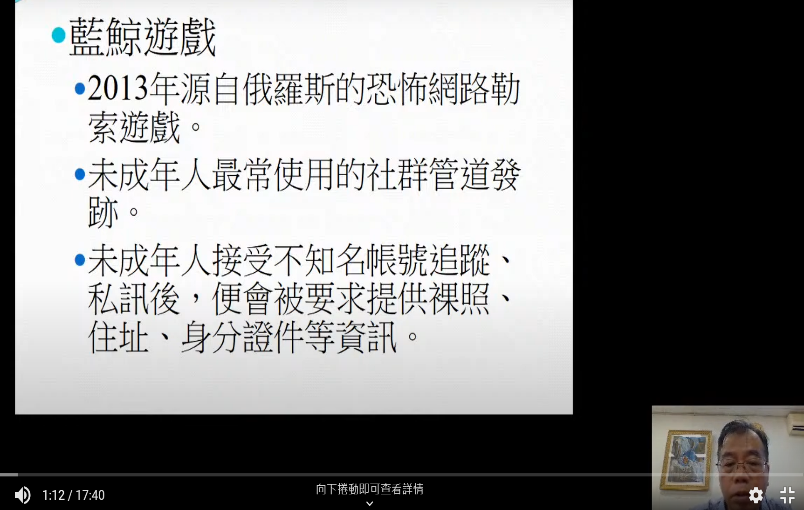 藍鯨遊戲
2013年源自俄羅斯的恐怖網路勒
索遊戲。
未成年人最常使用的社群管道發
跡。
未成年人接受不知名帳號追蹤、
私訊後，便會被要求提供裸照、
住址、身分證件等資訊。
1:12 / 17:40
向下捲動即可查看詳情